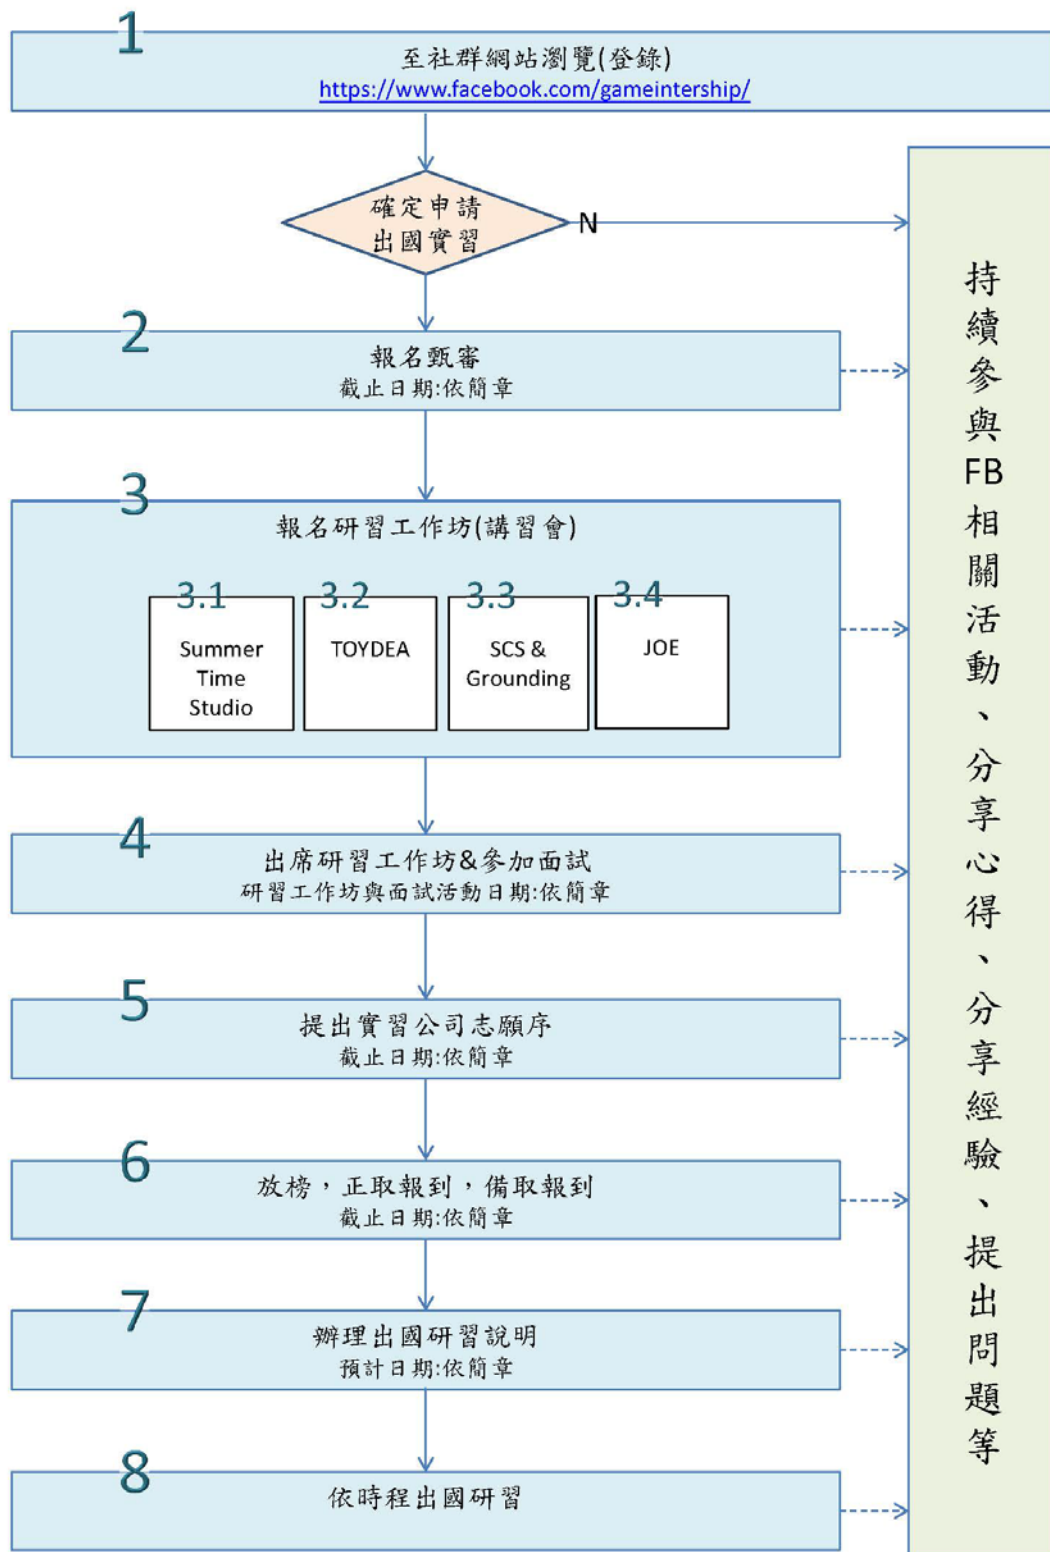 1
至社群網站瀏覽(登錄)
https://www.facebook.com/gameintership/
確定申請
出國實習
N
2
報名甄審
截止日期:依簡章
3
報名研習工作坊(講習會)
3.1
Summer
Time
Studio
3.2
TOYDEA
3.3
SCS &
Grounding
3.4
JOE
4
出席研習工作坊&參加面試
研習工作坊與面試活動日期:依簡章
5
提出實習公司志願序
截止日期:依簡章
6
放榜，正取報到，備取報到
截止日期:依簡章
7
辦理出國研習說明
預計日期:依簡章
8
依時程出國研習
持續參與FB相關活動、分享心得、分享經驗、提出問題等